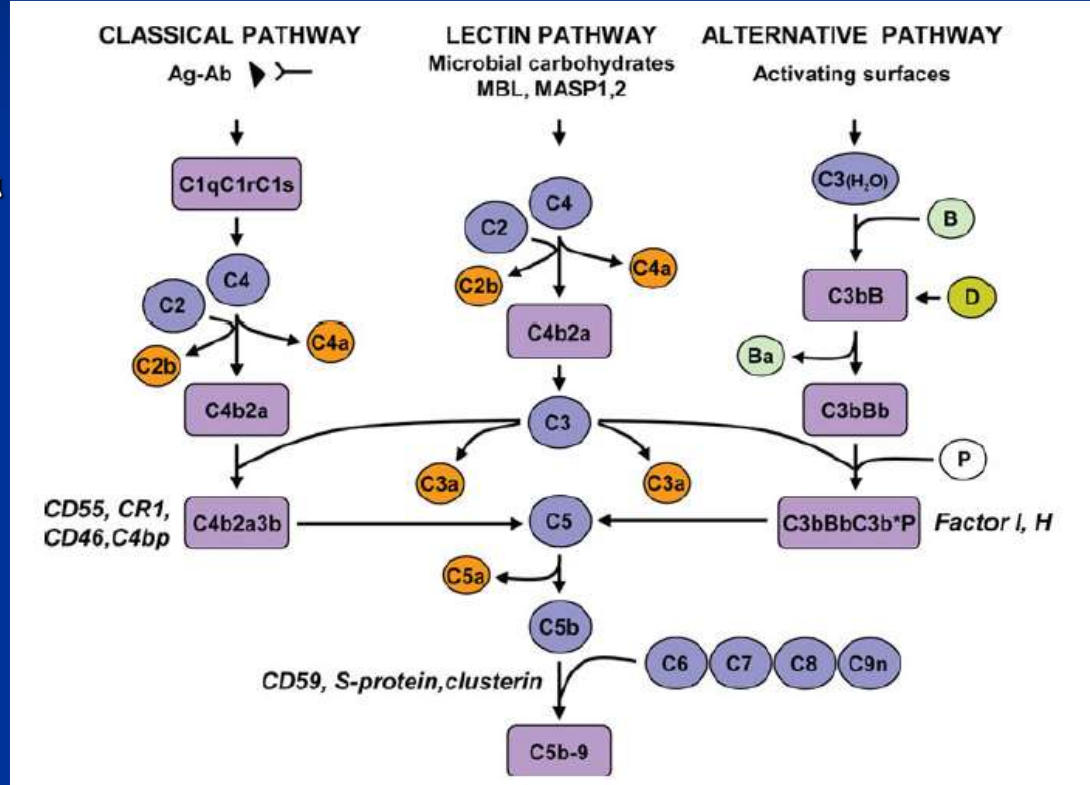 CLASSICAL PATHWAY
Ag-Ab
C1qC1rC1s
C4
C2
C4a
C2b
C4b2a
CD55, CR1,
CD46,C4bp
C4b2a3b
LECTIN PATHWAY
Microbial carbohydrates
MBL, MASP1,2
C4
C2
C4a
C2b
C4b2a
C3
C3a
C3a
C5
C5a
C5b
CD59, S-protein,clusterin
C6
C7
C8
C9n
C5b-9
ALTERNATIVE PATHWAY
Activating surfaces
C3(H₂O)
B
C3bB
D
Ba
C3bBb
P
C3bBbC3b*P
Factor I, H